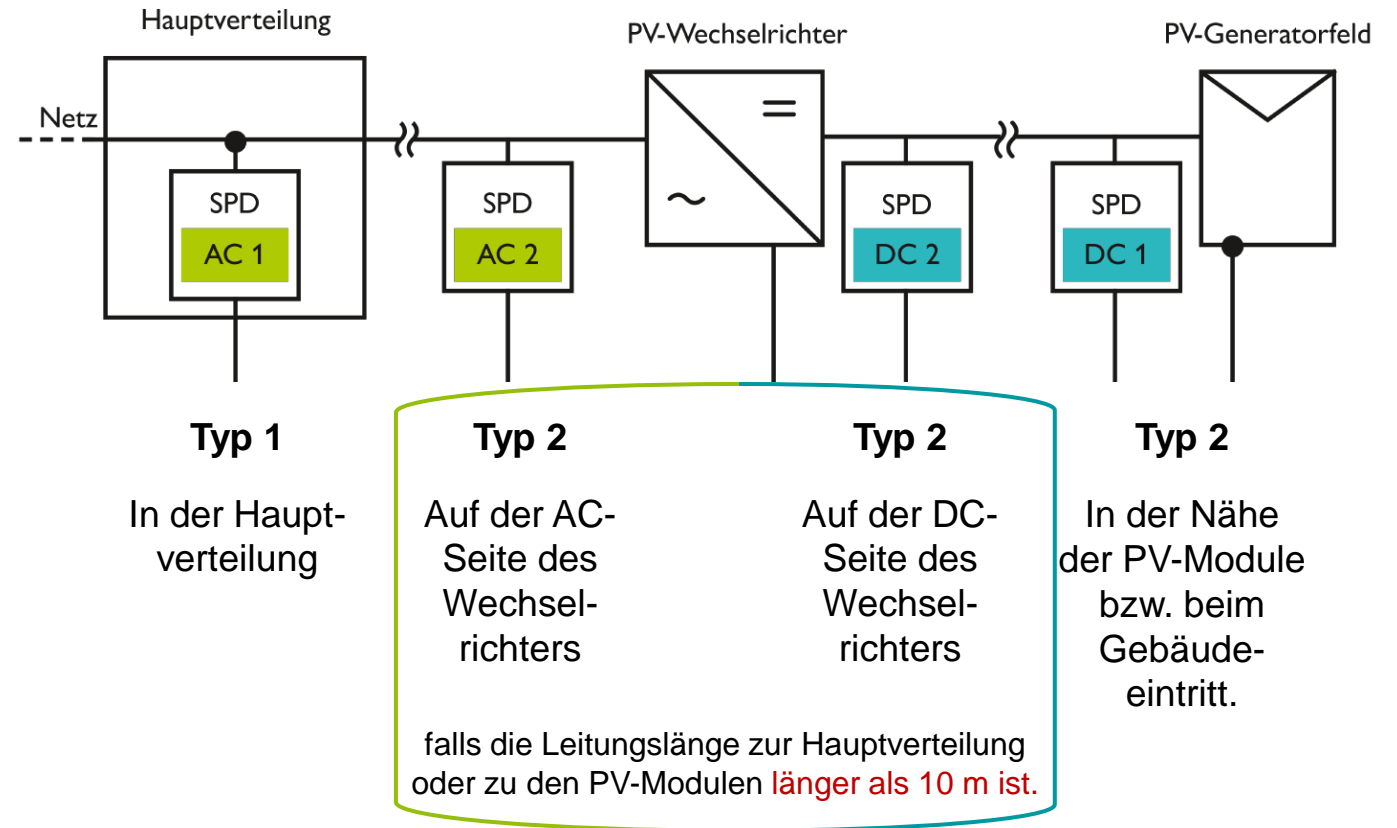 Hauptverteilung
PV-Wechselrichter
PV-Generatorfeld
Netz
SPD
AC 1
SPD
AC 2
=
~
SPD
DC 2
SPD
DC 1
Typ 1
In der Haupt-
verteilung
Typ 2
Auf der AC-
Seite des
Wechsel-
richters
Typ 2
Auf der DC-
Seite des
Wechsel-
richters
falls die Leitungslänge zur Hauptverteilung
oder zu den PV-Modulen länger als 10 m ist.
Typ 2
In der Nähe
der PV-Module
bzw. beim
Gebäude-
eintritt.